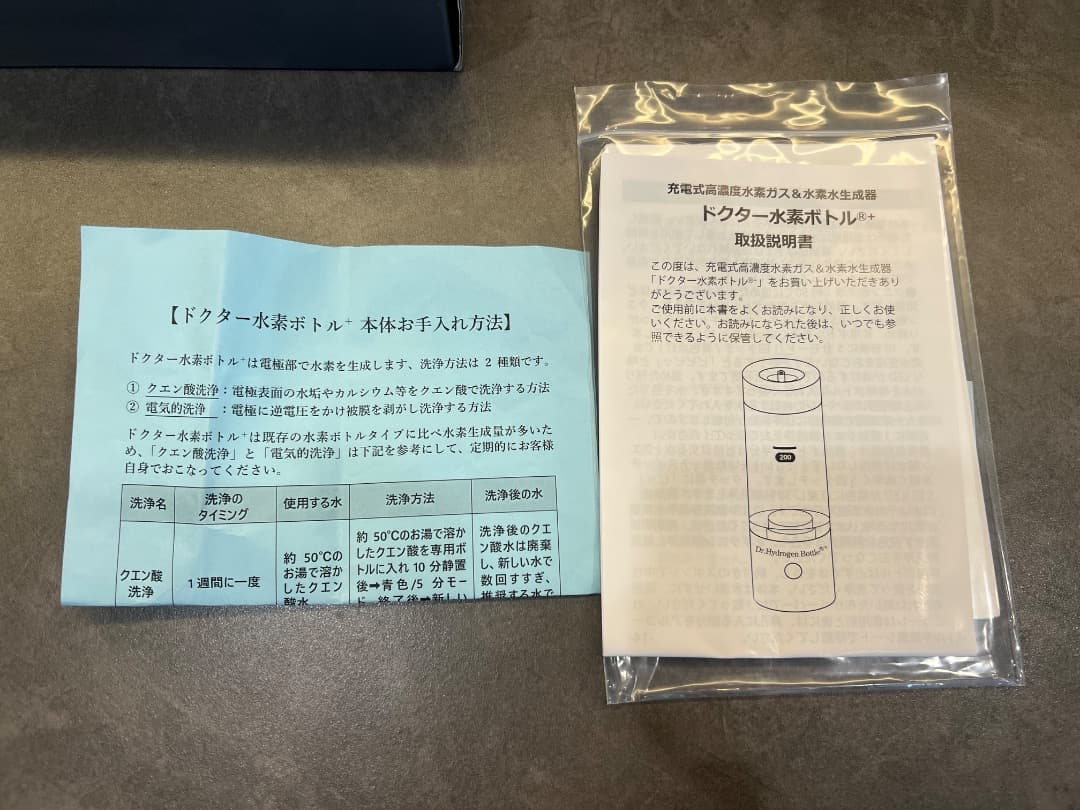 【ドクター水素ボトル⁺ 本体お手入れ方法】
ドクター水素ボトル⁺は電極部で水素を生成します、洗浄方法は 2 種類です。
① クエン酸洗浄：電極表面の水垢やカルシウム等をクエン酸で洗浄する方法
② 電気的洗浄 ：電極に逆電圧をかけ被膜を剥がし洗浄する方法
ドクター水素ボトル⁺は既存の水素ボトルタイプに比べ水素生成量が多いた
め、「クエン酸洗浄」と「電気的洗浄」は下記を参考にして、定期的にお客様
自身でおこなってください。
洗浄名
洗浄の
タイミング
使用する水
洗浄方法
洗浄後の水
クエン酸
洗浄
1週間に一度
約 50℃の
お湯で溶か
したクエン
酸水
約 50℃のお湯で溶か
したクエン酸を専用ボ
トルに入れ 10 分静置
後➡青色/5 分モー
ド 終了後➡新しい
洗浄後のクエ
ン酸水は廃棄
し、新しい水で
数回すすぎ、
推奨する水で
充電式高濃度水素ガス＆水素水生成器
ドクター水素ボトル®⁺
取扱説明書
この度は、充電式高濃度水素ガス＆水素水生成器
「ドクター水素ボトル®⁺」をお買い上げいただきあり
がとうございます。
ご使用前に本書をよくお読みになり、正しくお使
いください。お読みになられた後は、いつでも参
照できるように保管してください。
200
Dr.Hydrogen Bottle®⁺